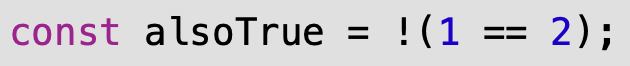 const alsoTrue = !(1 == 2);